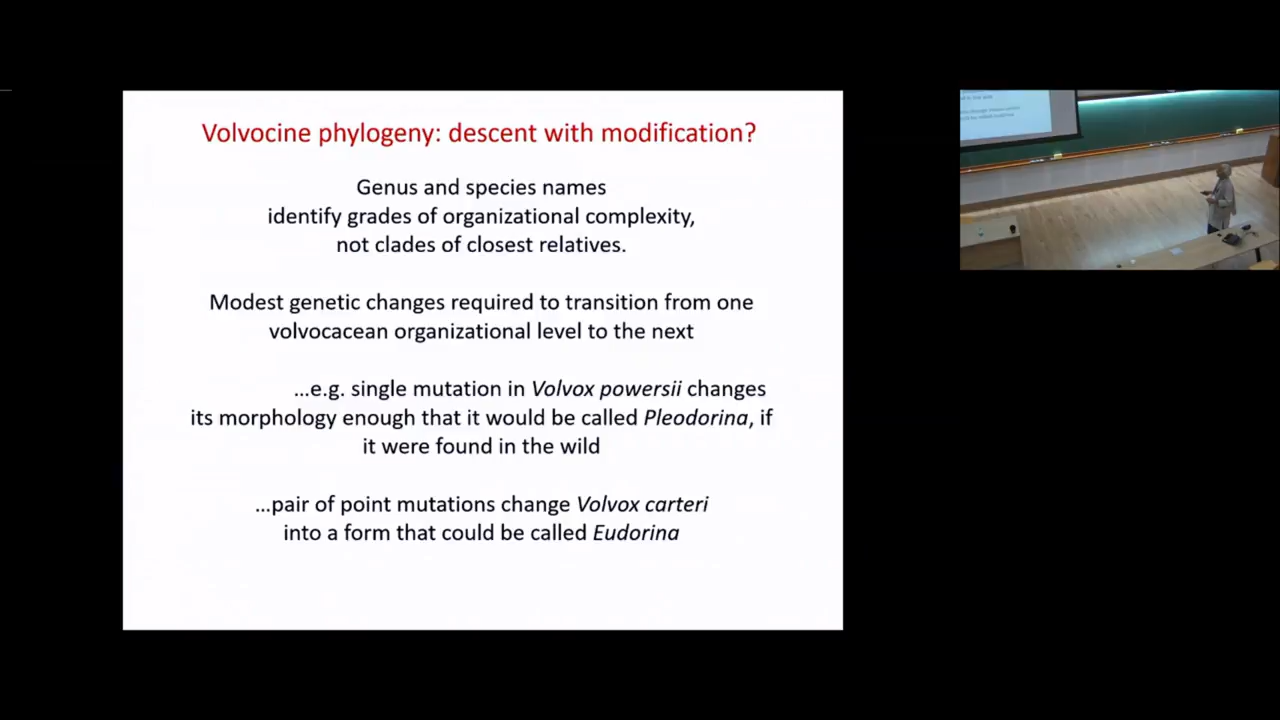 Volvocine phylogeny: descent with modification?
Genus and species names
identify grades of organizational complexity,
not clades of closest relatives.
Modest genetic changes required to transition from one
volvocacean organizational level to the next
...e.g. single mutation in Volvox powersii changes
its morphology enough that it would be called Pleodorina, if
it were found in the wild
...pair of point mutations change Volvox carteri
into a form that could be called Eudorina